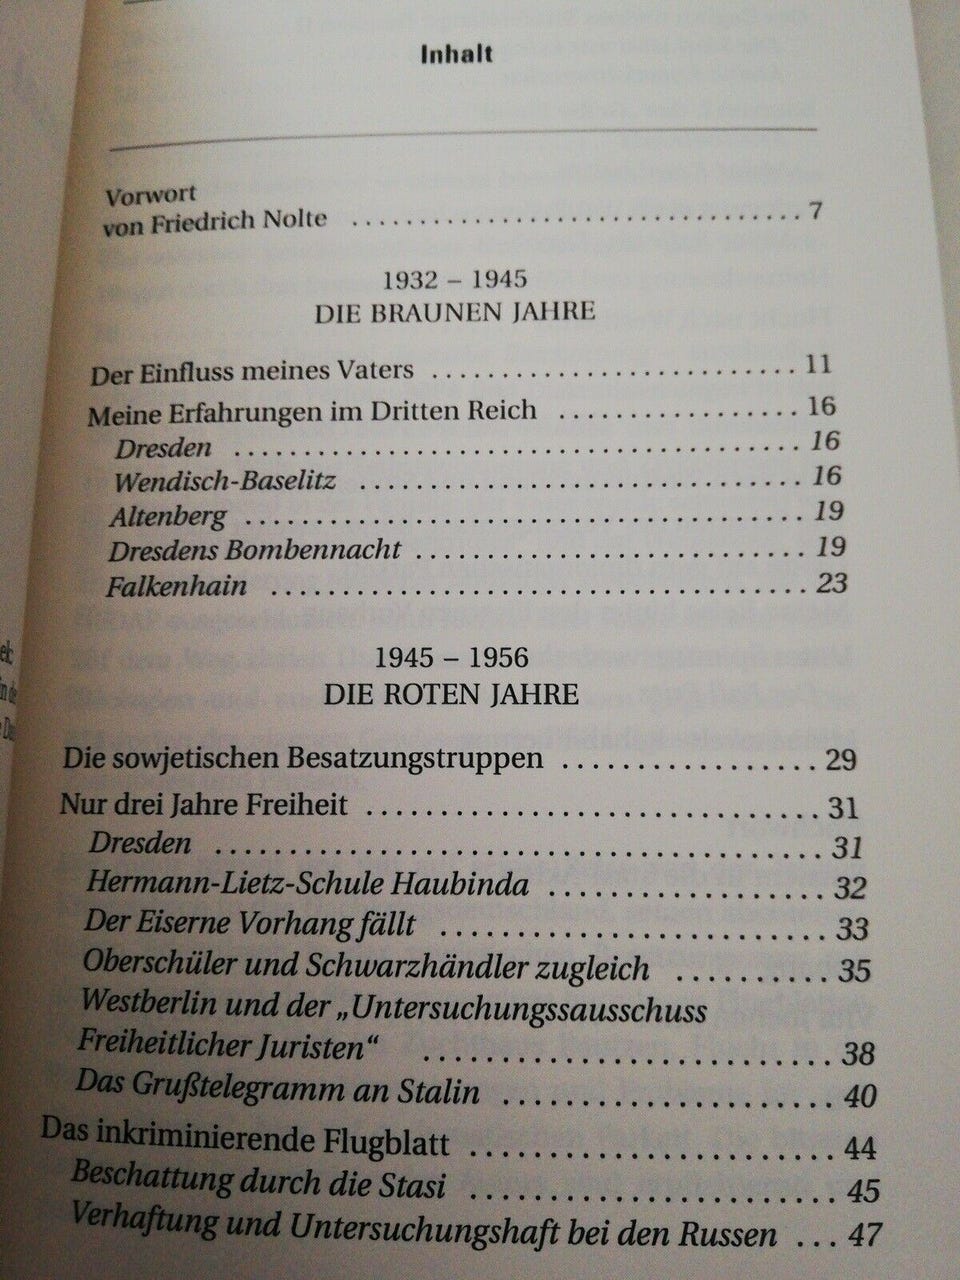 Inhalt
Vorwort
von Friedrich Nolte ................................ 7
1932 – 1945
DIE BRAUNEN JAHRE
Der Einfluss meines Vaters .......................... 11
Meine Erfahrungen im Dritten Reich ................. 16
Dresden ........................................ 16
Wendisch-Baselitz .............................. 16
Altenberg ....................................... 19
Dresdens Bombennacht ........................... 19
Falkenhain ..................................... 23
1945 – 1956
DIE ROTEN JAHRE
Die sowjetischen Besatzungstruppen .................. 29
Nur drei Jahre Freiheit ............................. 31
Dresden ........................................ 31
Hermann-Lietz-Schule Haubinda ................. 32
Der Eiserne Vorhang fällt ........................ 33
Oberschüler und Schwarzhändler zugleich .......... 35
Westberlin und der „Untersuchungssausschuss
Freiheitlicher Juristen“ .......................... 38
Das Grußtelegramm an Stalin ..................... 40
Das inkriminierende Flugblatt ....................... 44
Beschattung durch die Stasi ....................... 45
Verhaftung und Untersuchungshaft bei den Russen ... 47